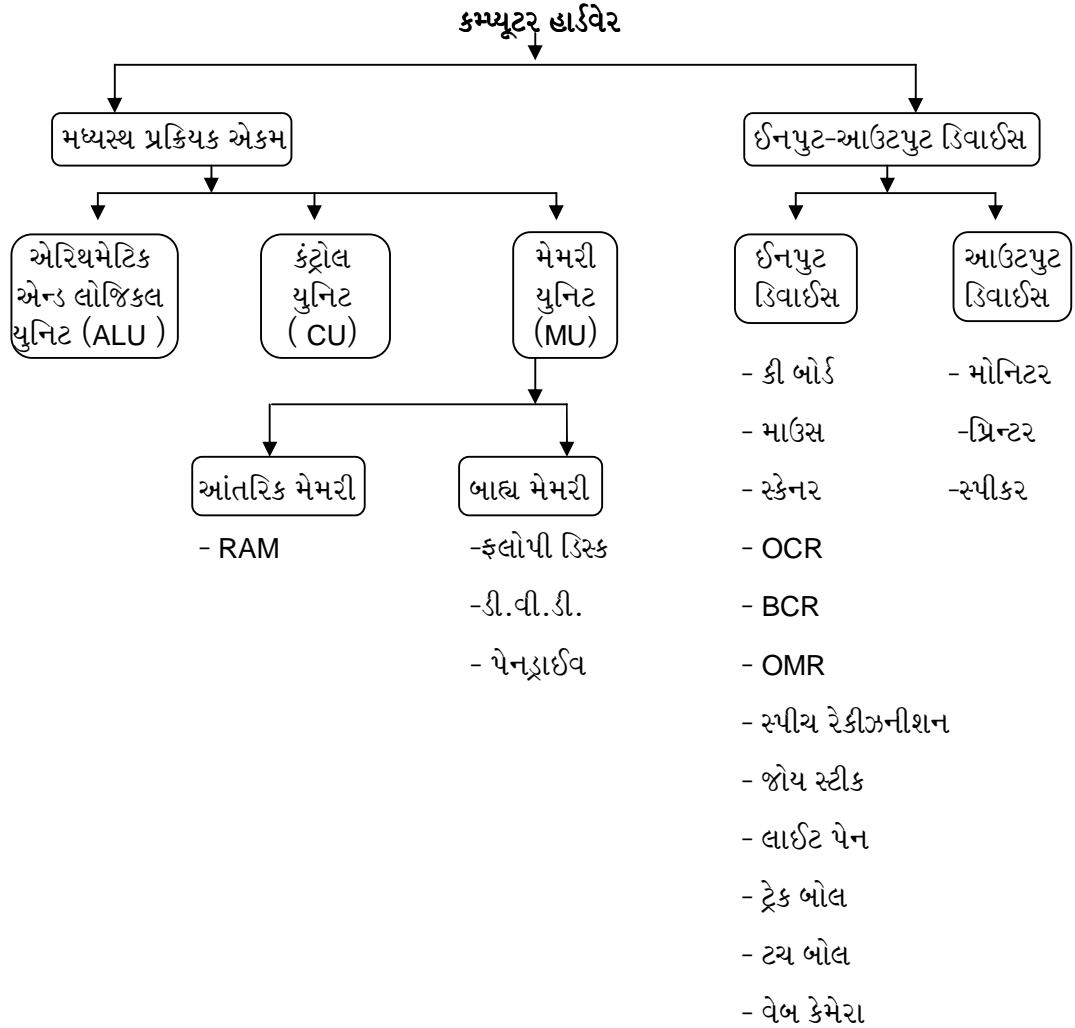 કમ્પ્યૂટર હાર્ડવેર
મધ્યસ્થ પ્રક્રિયક એકમ
ઈનપુટ-આઉટપુટ ડિવાઈસ
એરિથમેટિક
એન્ડ લોજિકલ
યુનિટ (ALU )
કંટ્રોલ
યુનિટ
( CU)
મેમરી
યુનિટ
(MU)
ઈનપુટ
ડિવાઈસ
આઉટપુટ
ડિવાઈસ
આંતરિક મેમરી
- RAM
બાહ્ય મેમરી
-ફલોપી ડિસ્ક
-ડી.વી.ડી.
- પેનડ્રાઈવ
- કી બોર્ડ
- માઉસ
- સ્કેનર
- OCR
- BCR
- OMR
- સ્પીચ રેકીઝનીશન
- જોય સ્ટીક
- લાઈટ પેન
- ટ્રેક બોલ
- ટચ બોલ
- વેબ કેમેરા
- મોનિટર
-પ્રિન્ટર
-સ્પીકર